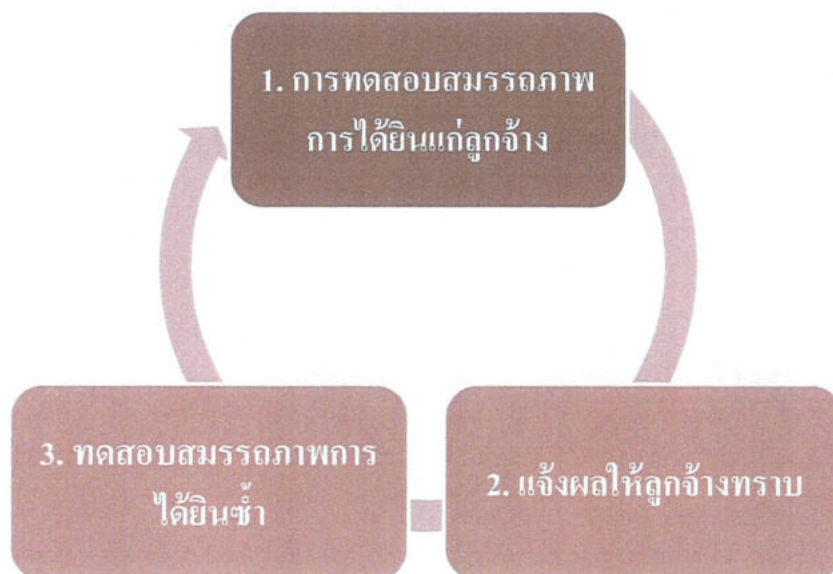 1. การทดสอบสมรรถภาพ
การได้ยินแก่ลูกจ้าง
2. แจ้งผลให้ลูกจ้างทราบ
3. ทดสอบสมรรถภาพการ
ได้ยินซ้ำ